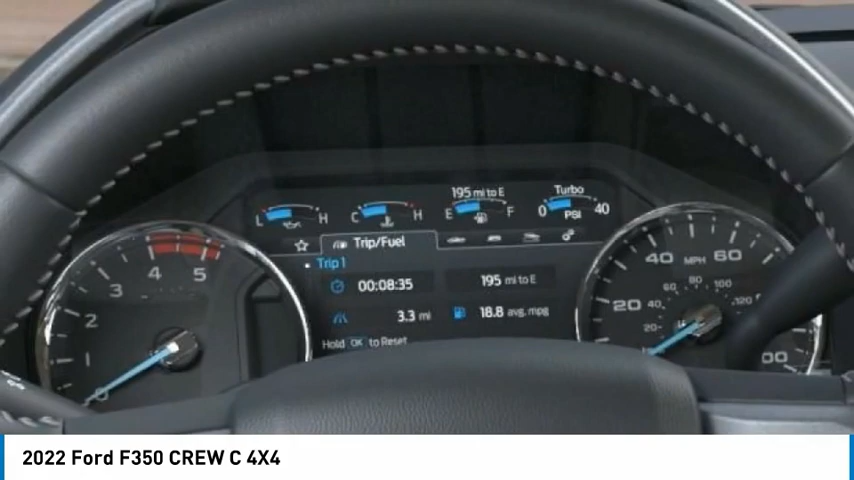 195 mi to E
Turbo
L H C H E F 0 PSI 40
Trip/Fuel
Trip 1
00:08:35 195 mi to E
3.3 mi 18.8 avg. mpg
Hold OK to Reset
0 1 2 3 4 5
20 40 MPH 60
20 40 60 80 100 120
2022 Ford F350 CREW C 4X4